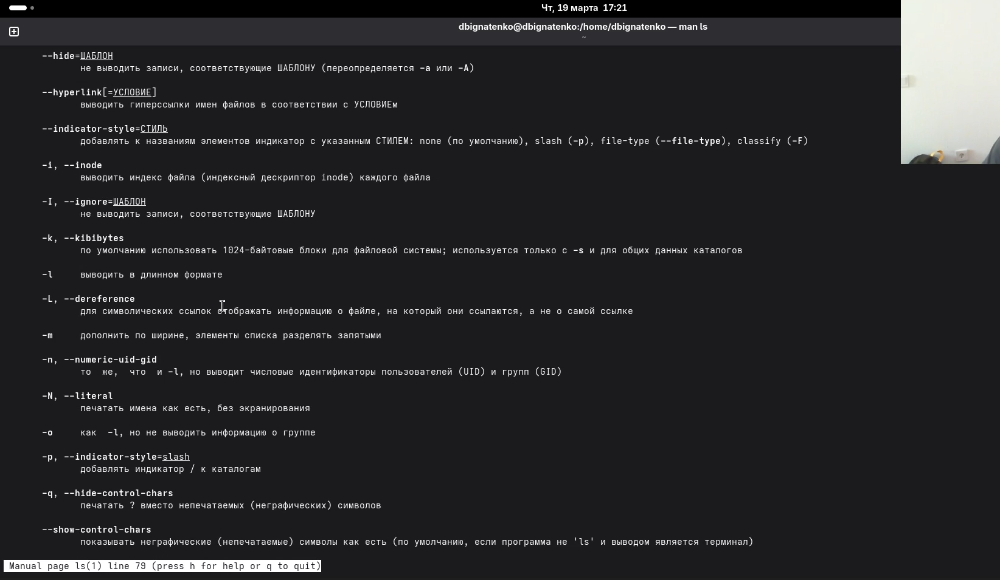 Чт, 19 марта 17:21
dbignatenko@dbignatenko:/home/dbignatenko — man ls
~
--hide=ШАБЛОН
не выводить записи, соответствующие ШАБЛОНУ (переопределяется -a или -A)
--hyperlink[=УСЛОВИЕ]
выводить гиперссылки имен файлов в соответствии с УСЛОВИЕм
--indicator-style=СТИЛЬ
добавлять к названиям элементов индикатор с указанным СТИЛЕМ: none (по умолчанию), slash (-p), file-type (--file-type), classify (-F)
-i, --inode
выводить индекс файла (индексный дескриптор inode) каждого файла
-I, --ignore=ШАБЛОН
не выводить записи, соответствующие ШАБЛОНУ
-k, --kibibytes
по умолчанию использовать 1024-байтовые блоки для файловой системы; используется только с -s и для общих данных каталогов
-l выводить в длинном формате
-L, --dereference
для символических ссылок отображать информацию о файле, на который они ссылаются, а не о самой ссылке
-m дополнить по ширине, элементы списка разделять запятыми
-n, --numeric-uid-gid
то же, что и -l, но выводит числовые идентификаторы пользователей (UID) и групп (GID)
-N, --literal
печатать имена как есть, без экранирования
-o как -l, но не выводить информацию о группе
-p, --indicator-style=slash
добавлять индикатор / к каталогам
-q, --hide-control-chars
печатать ? вместо непечатаемых (неграфических) символов
--show-control-chars
показывать неграфические (непечатаемые) символы как есть (по умолчанию, если программа не 'ls' и выводом является терминал)
Manual page ls(1) line 79 (press h for help or q to quit)